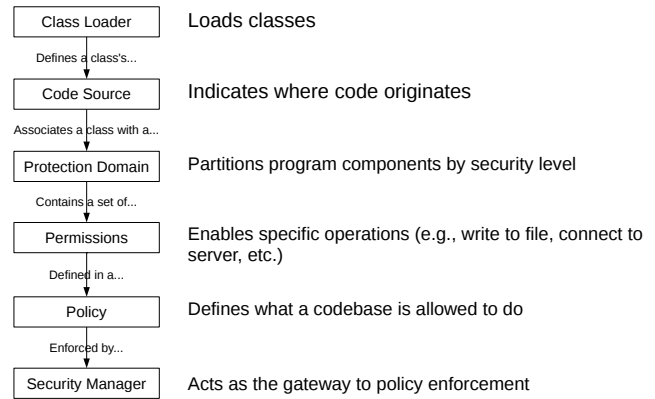 Class Loader
Loads classes
Defines a class's...
Code Source
Indicates where code originates
Associates a class with a...
Protection Domain
Partitions program components by security level
Contains a set of...
Permissions
Enables specific operations (e.g., write to file, connect to
server, etc.)
Defined in a...
Policy
Defines what a codebase is allowed to do
Enforced by...
Security Manager
Acts as the gateway to policy enforcement